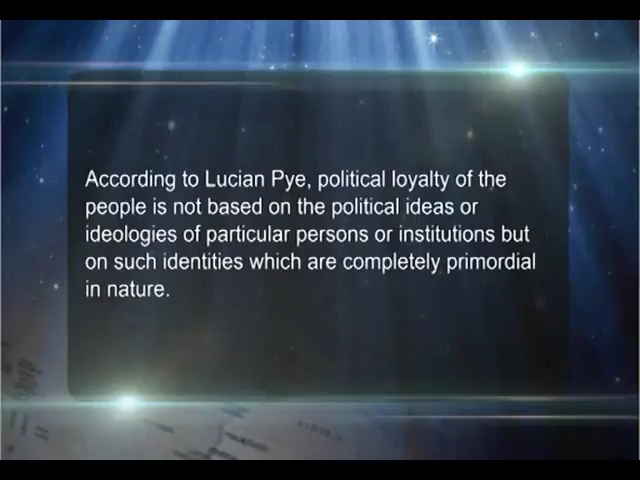 According to Lucian Pye, political loyalty of the
people is not based on the political ideas or
ideologies of particular persons or institutions but
on such identities which are completely primordial
in nature.